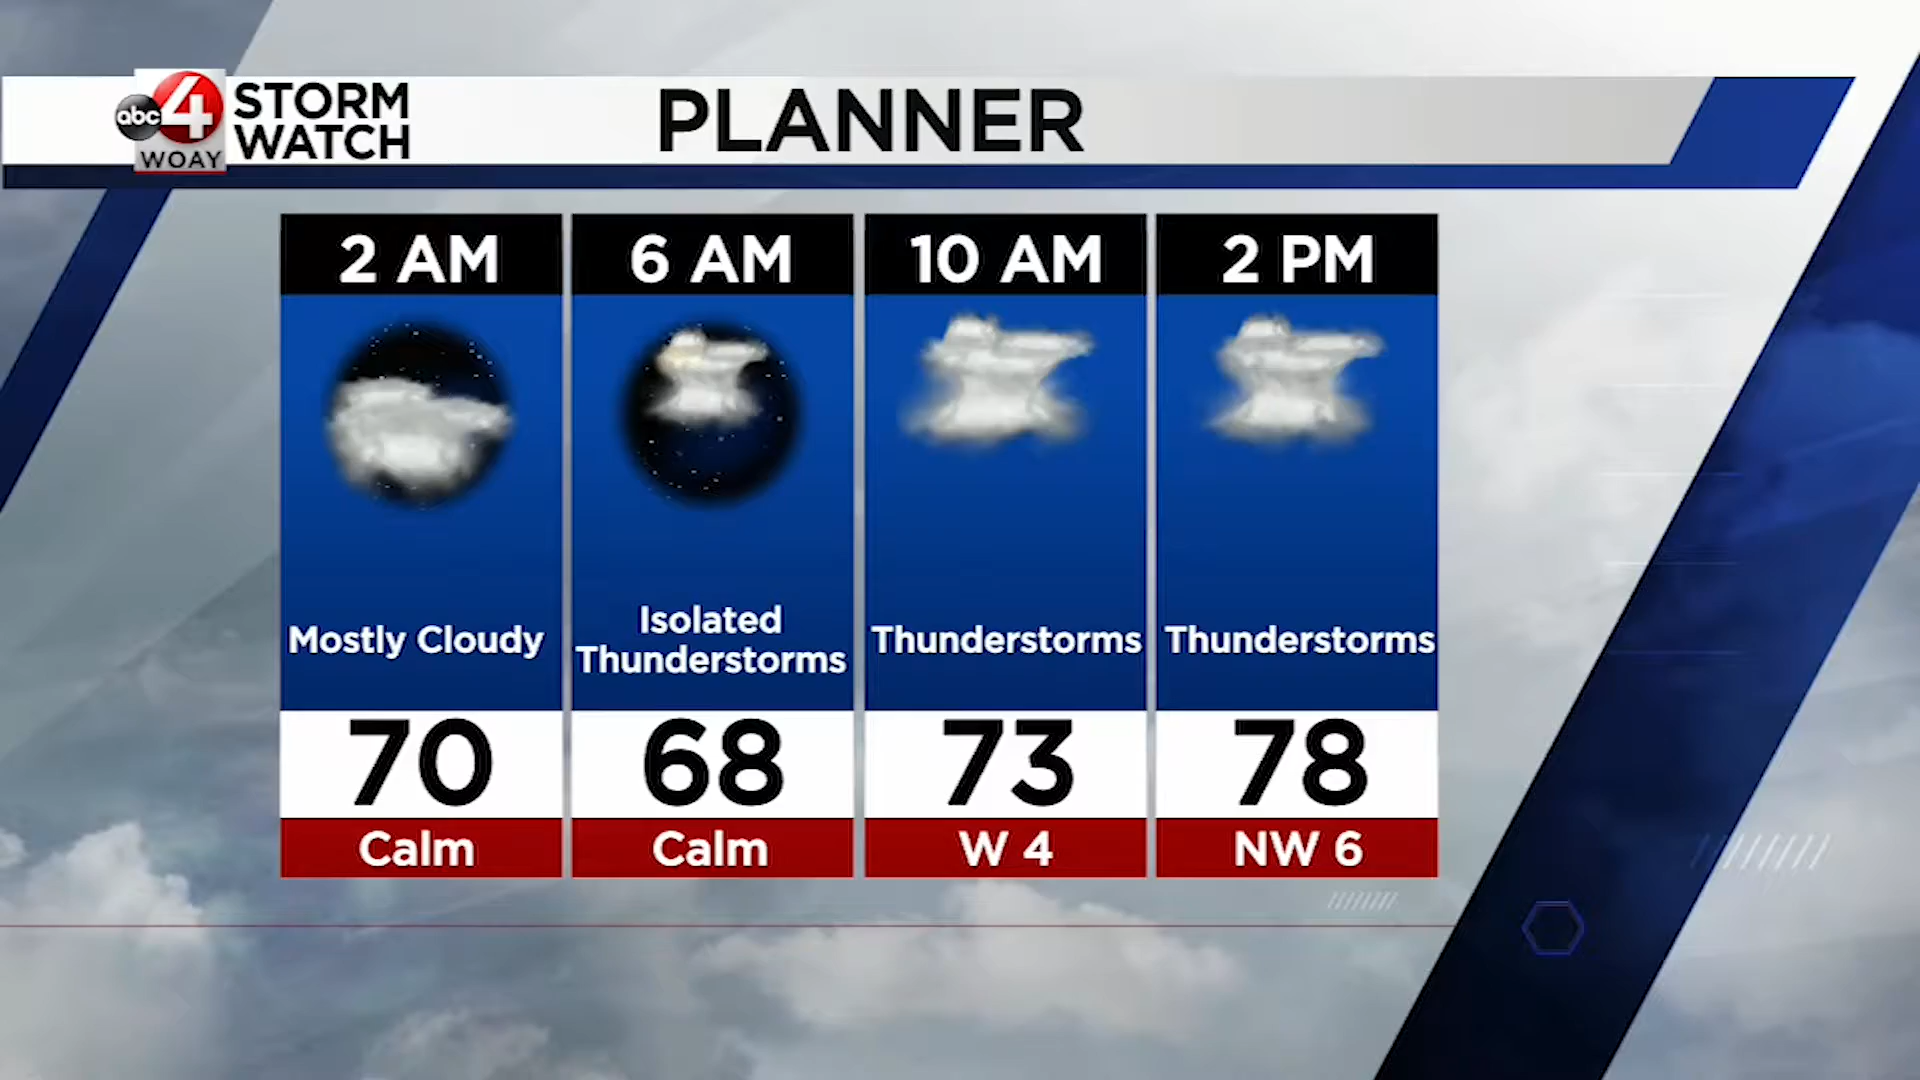 abc 4 STORM
WOAY WATCH
PLANNER
2 AM
Mostly Cloudy
70
Calm
6 AM
Isolated
Thunderstorms
68
Calm
10 AM
Thunderstorms
73
W 4
2 PM
Thunderstorms
78
NW 6